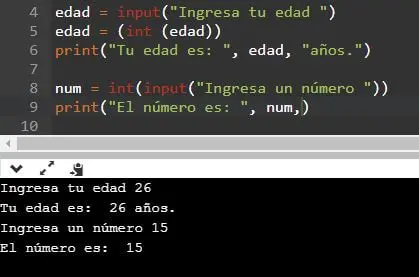 4 edad = input("Ingresa tu edad ")
5 edad = (int (edad))
6 print("Tu edad es: ", edad, "años.")
7
8 num = int(input("Ingresa un número "))
9 print("El número es: ", num,)
10
Ingresa tu edad 26
Tu edad es:  26 años.
Ingresa un número 15
El número es:  15